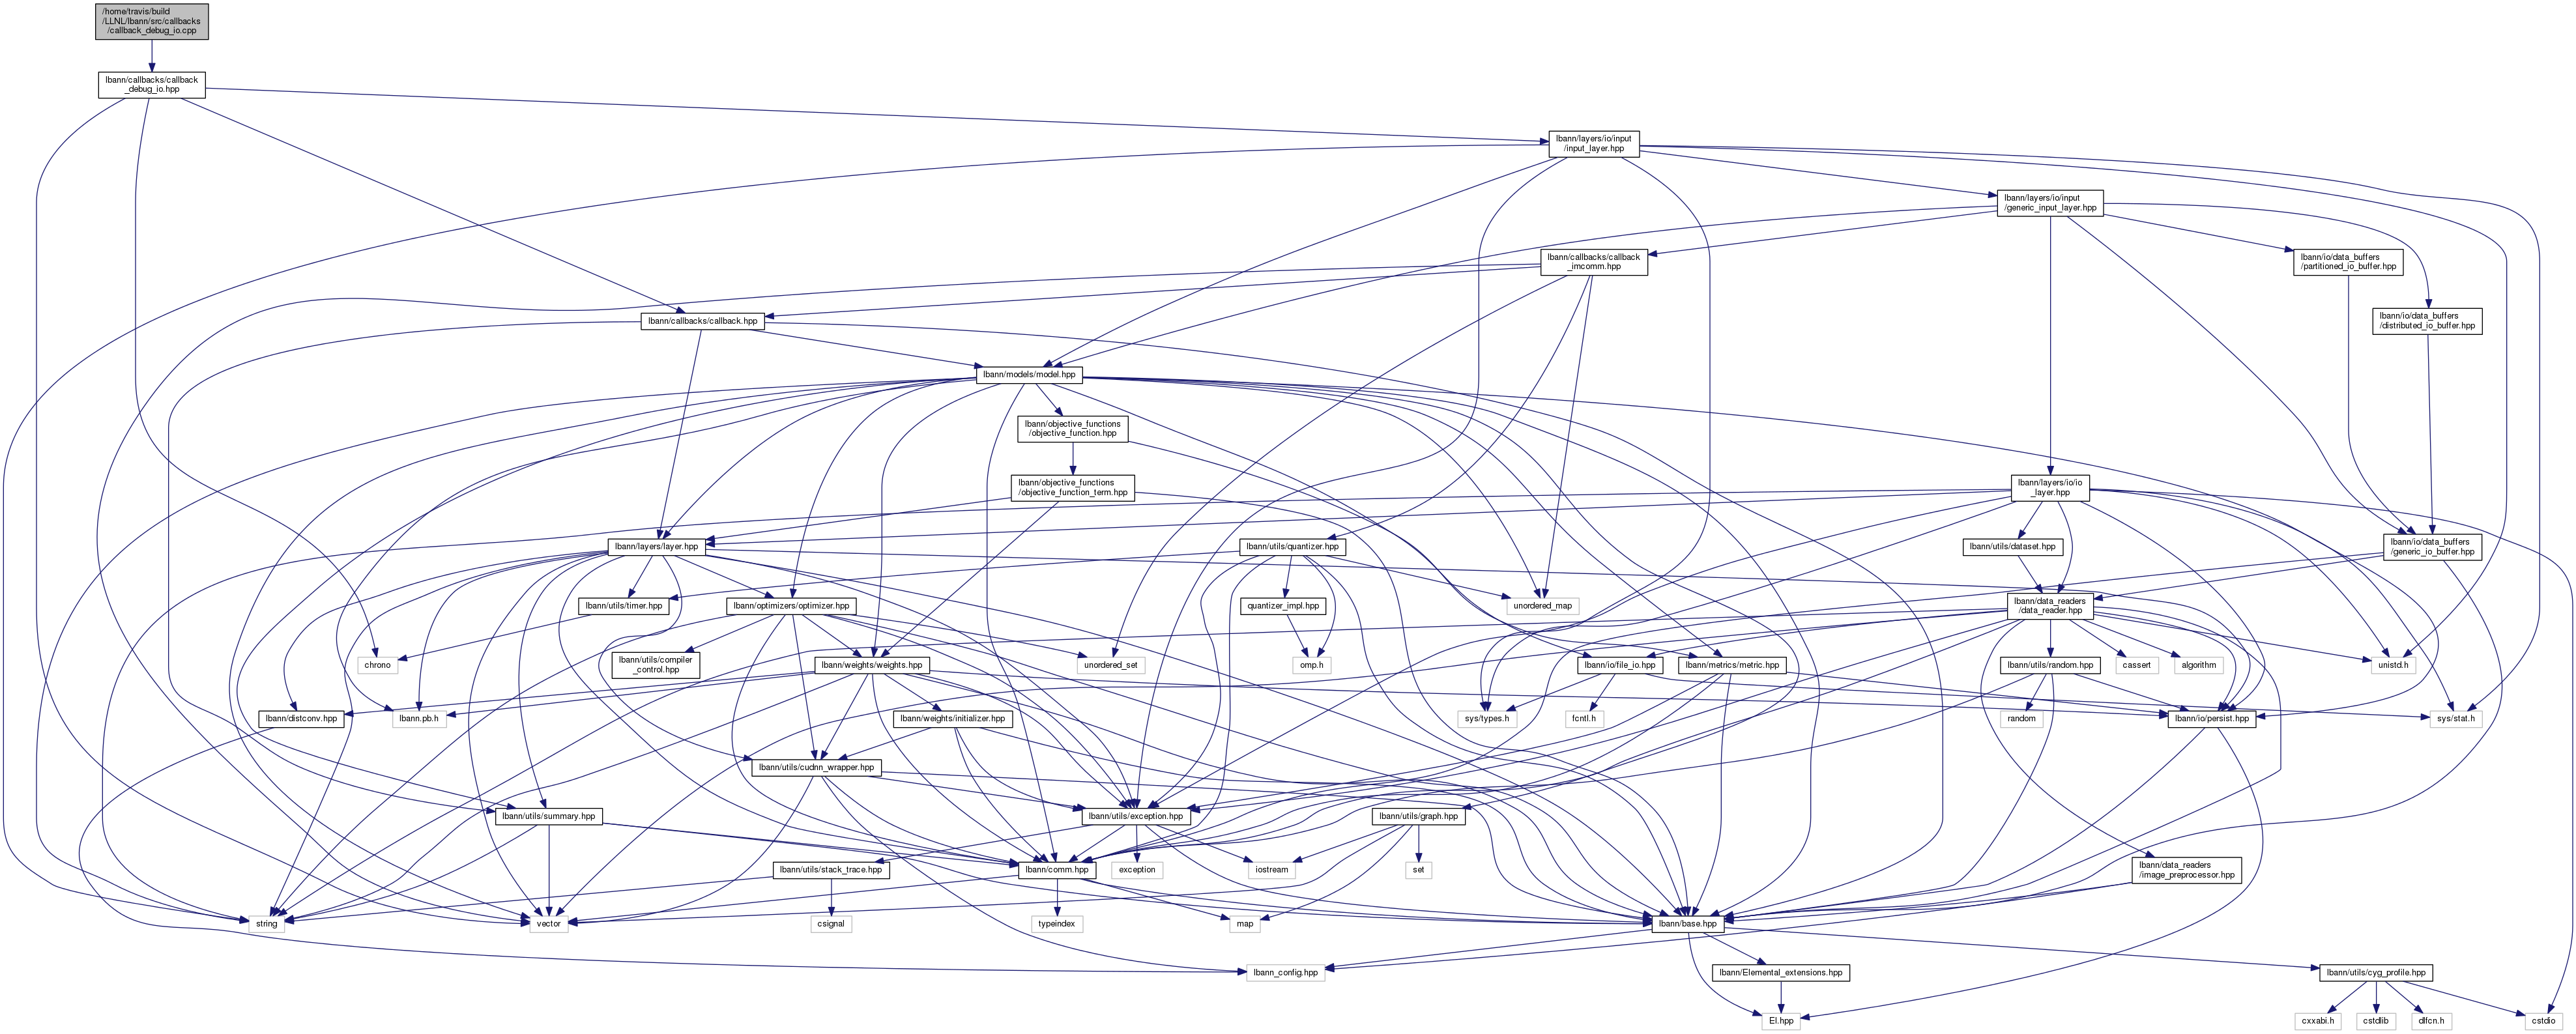 /home/travis/build
/LLNL/lbann/src/callbacks
/callback_debug_io.cpp
lbann/callbacks/callback
_debug_io.hpp
lbann/layers/io/input
/input_layer.hpp
lbann/layers/io/input
/generic_input_layer.hpp
lbann/callbacks/callback
_imcomm.hpp
lbann/io/data_buffers
/partitioned_io_buffer.hpp
lbann/callbacks/callback.hpp
lbann/io/data_buffers
/distributed_io_buffer.hpp
lbann/models/model.hpp
lbann/objective_functions
/objective_function.hpp
lbann/objective_functions
/objective_function_term.hpp
lbann/layers/io/io
_layer.hpp
lbann/layers/layer.hpp
lbann/utils/quantizer.hpp
lbann/utils/dataset.hpp
lbann/io/data_buffers
/generic_io_buffer.hpp
lbann/utils/timer.hpp
lbann/optimizers/optimizer.hpp
quantizer_impl.hpp
unordered_map
lbann/data_readers
/data_reader.hpp
chrono
lbann/utils/compiler
_control.hpp
lbann/weights/weights.hpp
unordered_set
omp.h
lbann/io/file_io.hpp
lbann/metrics/metric.hpp
lbann/utils/random.hpp
cassert
algorithm
unistd.h
lbann/distconv.hpp
lbann.pb.h
lbann/weights/initializer.hpp
sys/types.h
fcntl.h
random
lbann/io/persist.hpp
sys/stat.h
lbann/utils/cudnn_wrapper.hpp
lbann/utils/summary.hpp
lbann/utils/exception.hpp
lbann/utils/graph.hpp
lbann/utils/stack_trace.hpp
lbann/comm.hpp
exception
iostream
set
lbann/data_readers
/image_preprocessor.hpp
string
vector
csignal
typeindex
map
lbann/base.hpp
lbann_config.hpp
lbann/Elemental_extensions.hpp
lbann/utils/cyg_profile.hpp
El.hpp
cxxabi.h
cstdlib
dlfcn.h
cstdio